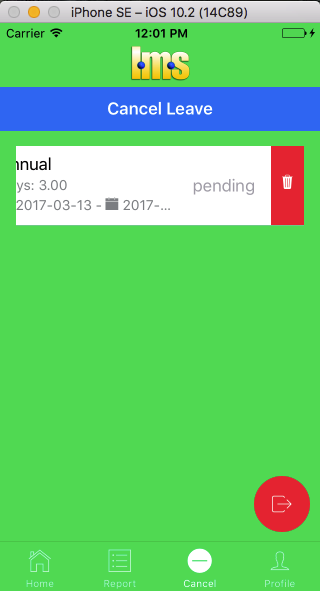 iPhone SE – iOS 10.2 (14C89)
Carrier 12:01 PM
lms
Cancel Leave
nnual
ys: 3.00
pending
2017-03-13 - 2017-...
Home Report Cancel Profile